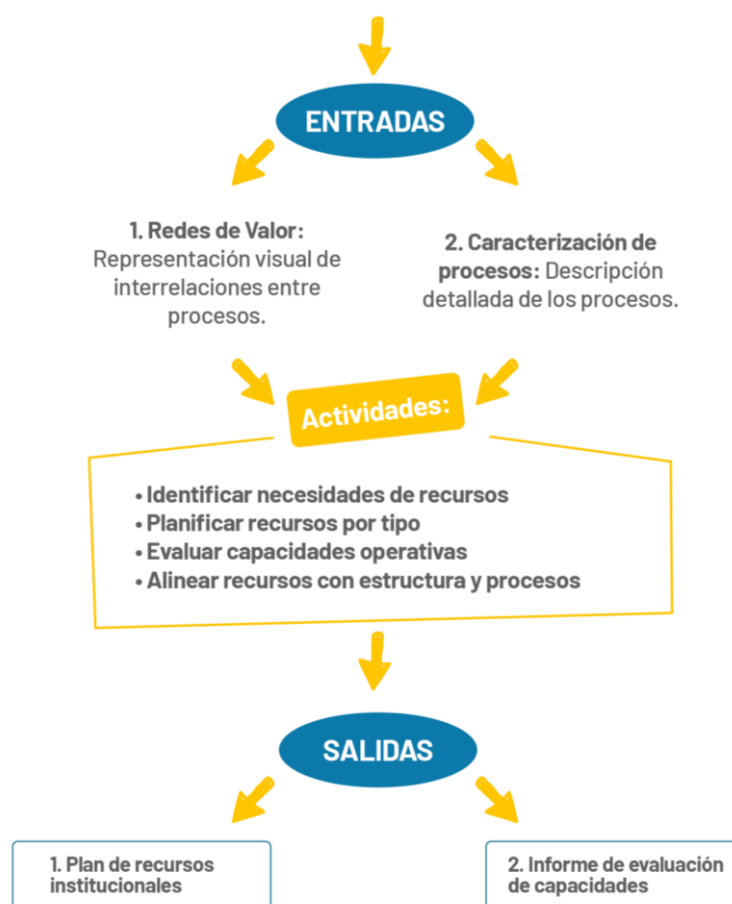 ENTRADAS
1. Redes de Valor:
Representación visual de
interrelaciones entre
procesos.
2. Caracterización de
procesos: Descripción
detallada de los procesos.
Actividades:
• Identificar necesidades de recursos
• Planificar recursos por tipo
• Evaluar capacidades operativas
• Alinear recursos con estructura y procesos
SALIDAS
1. Plan de recursos
institucionales
2. Informe de evaluación
de capacidades